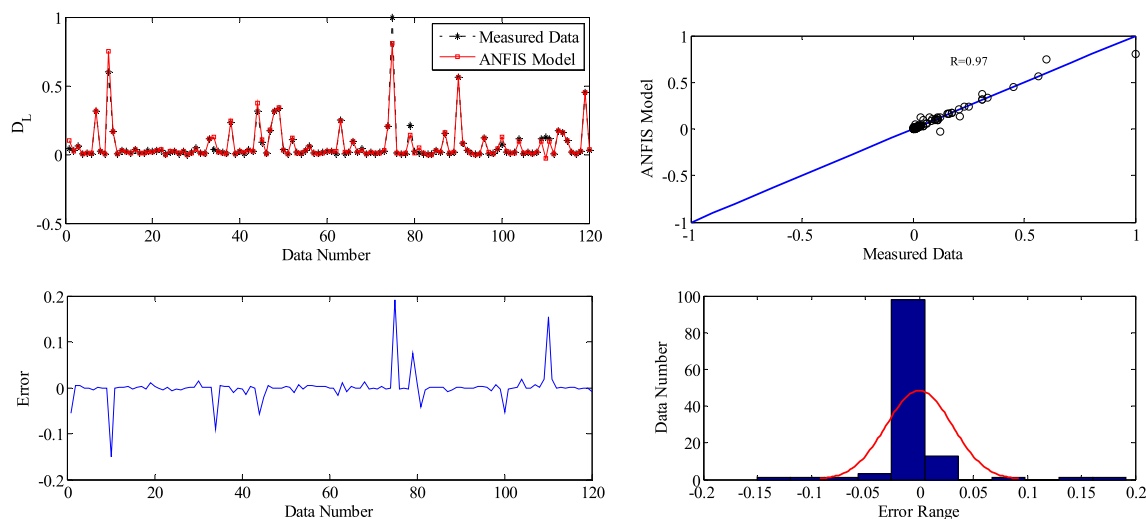 1
0.5
0
-0.5
D_L
0 20 40 60 80 100 120
Data Number
Measured Data
ANFIS Model
1
0.5
0
-0.5
-1
ANFIS Model
R=0.97
-1 -0.5 0 0.5 1
Measured Data
0.2
0.1
0
-0.1
-0.2
Error
0 20 40 60 80 100 120
Data Number
100
80
60
40
20
0
Data Number
-0.2 -0.15 -0.1 -0.05 0 0.05 0.1 0.15 0.2
Error Range